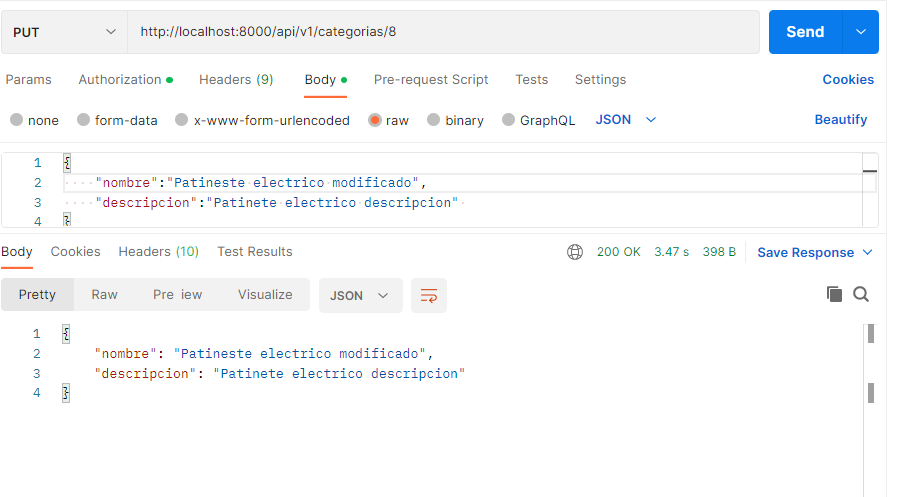 PUT http://localhost:8000/api/v1/categorias/8 Send
Params Authorization Headers (9) Body Pre-request Script Tests Settings Cookies
none form-data x-www-form-urlencoded raw binary GraphQL JSON Beautify
1 {
2 "nombre":"Patineste electrico modificado",
3 "descripcion":"Patinete electrico descripcion"
4 }
Body Cookies Headers (10) Test Results 200 OK 3.47 s 398 B Save Response
Pretty Raw Pre iew Visualize JSON
1 {
2 "nombre": "Patineste electrico modificado",
3 "descripcion": "Patinete electrico descripcion"
4 }